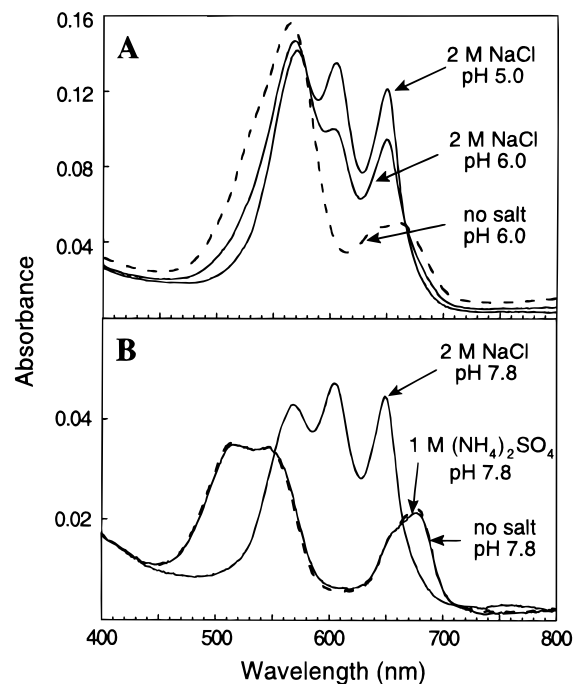 A
0.16
0.12
0.08
0.04
2 M NaCl
pH 5.0
2 M NaCl
pH 6.0
no salt
pH 6.0
Absorbance
B
0.04
0.02
2 M NaCl
pH 7.8
1 M (NH₄)₂SO₄
pH 7.8
no salt
pH 7.8
400 500 600 700 800
Wavelength (nm)